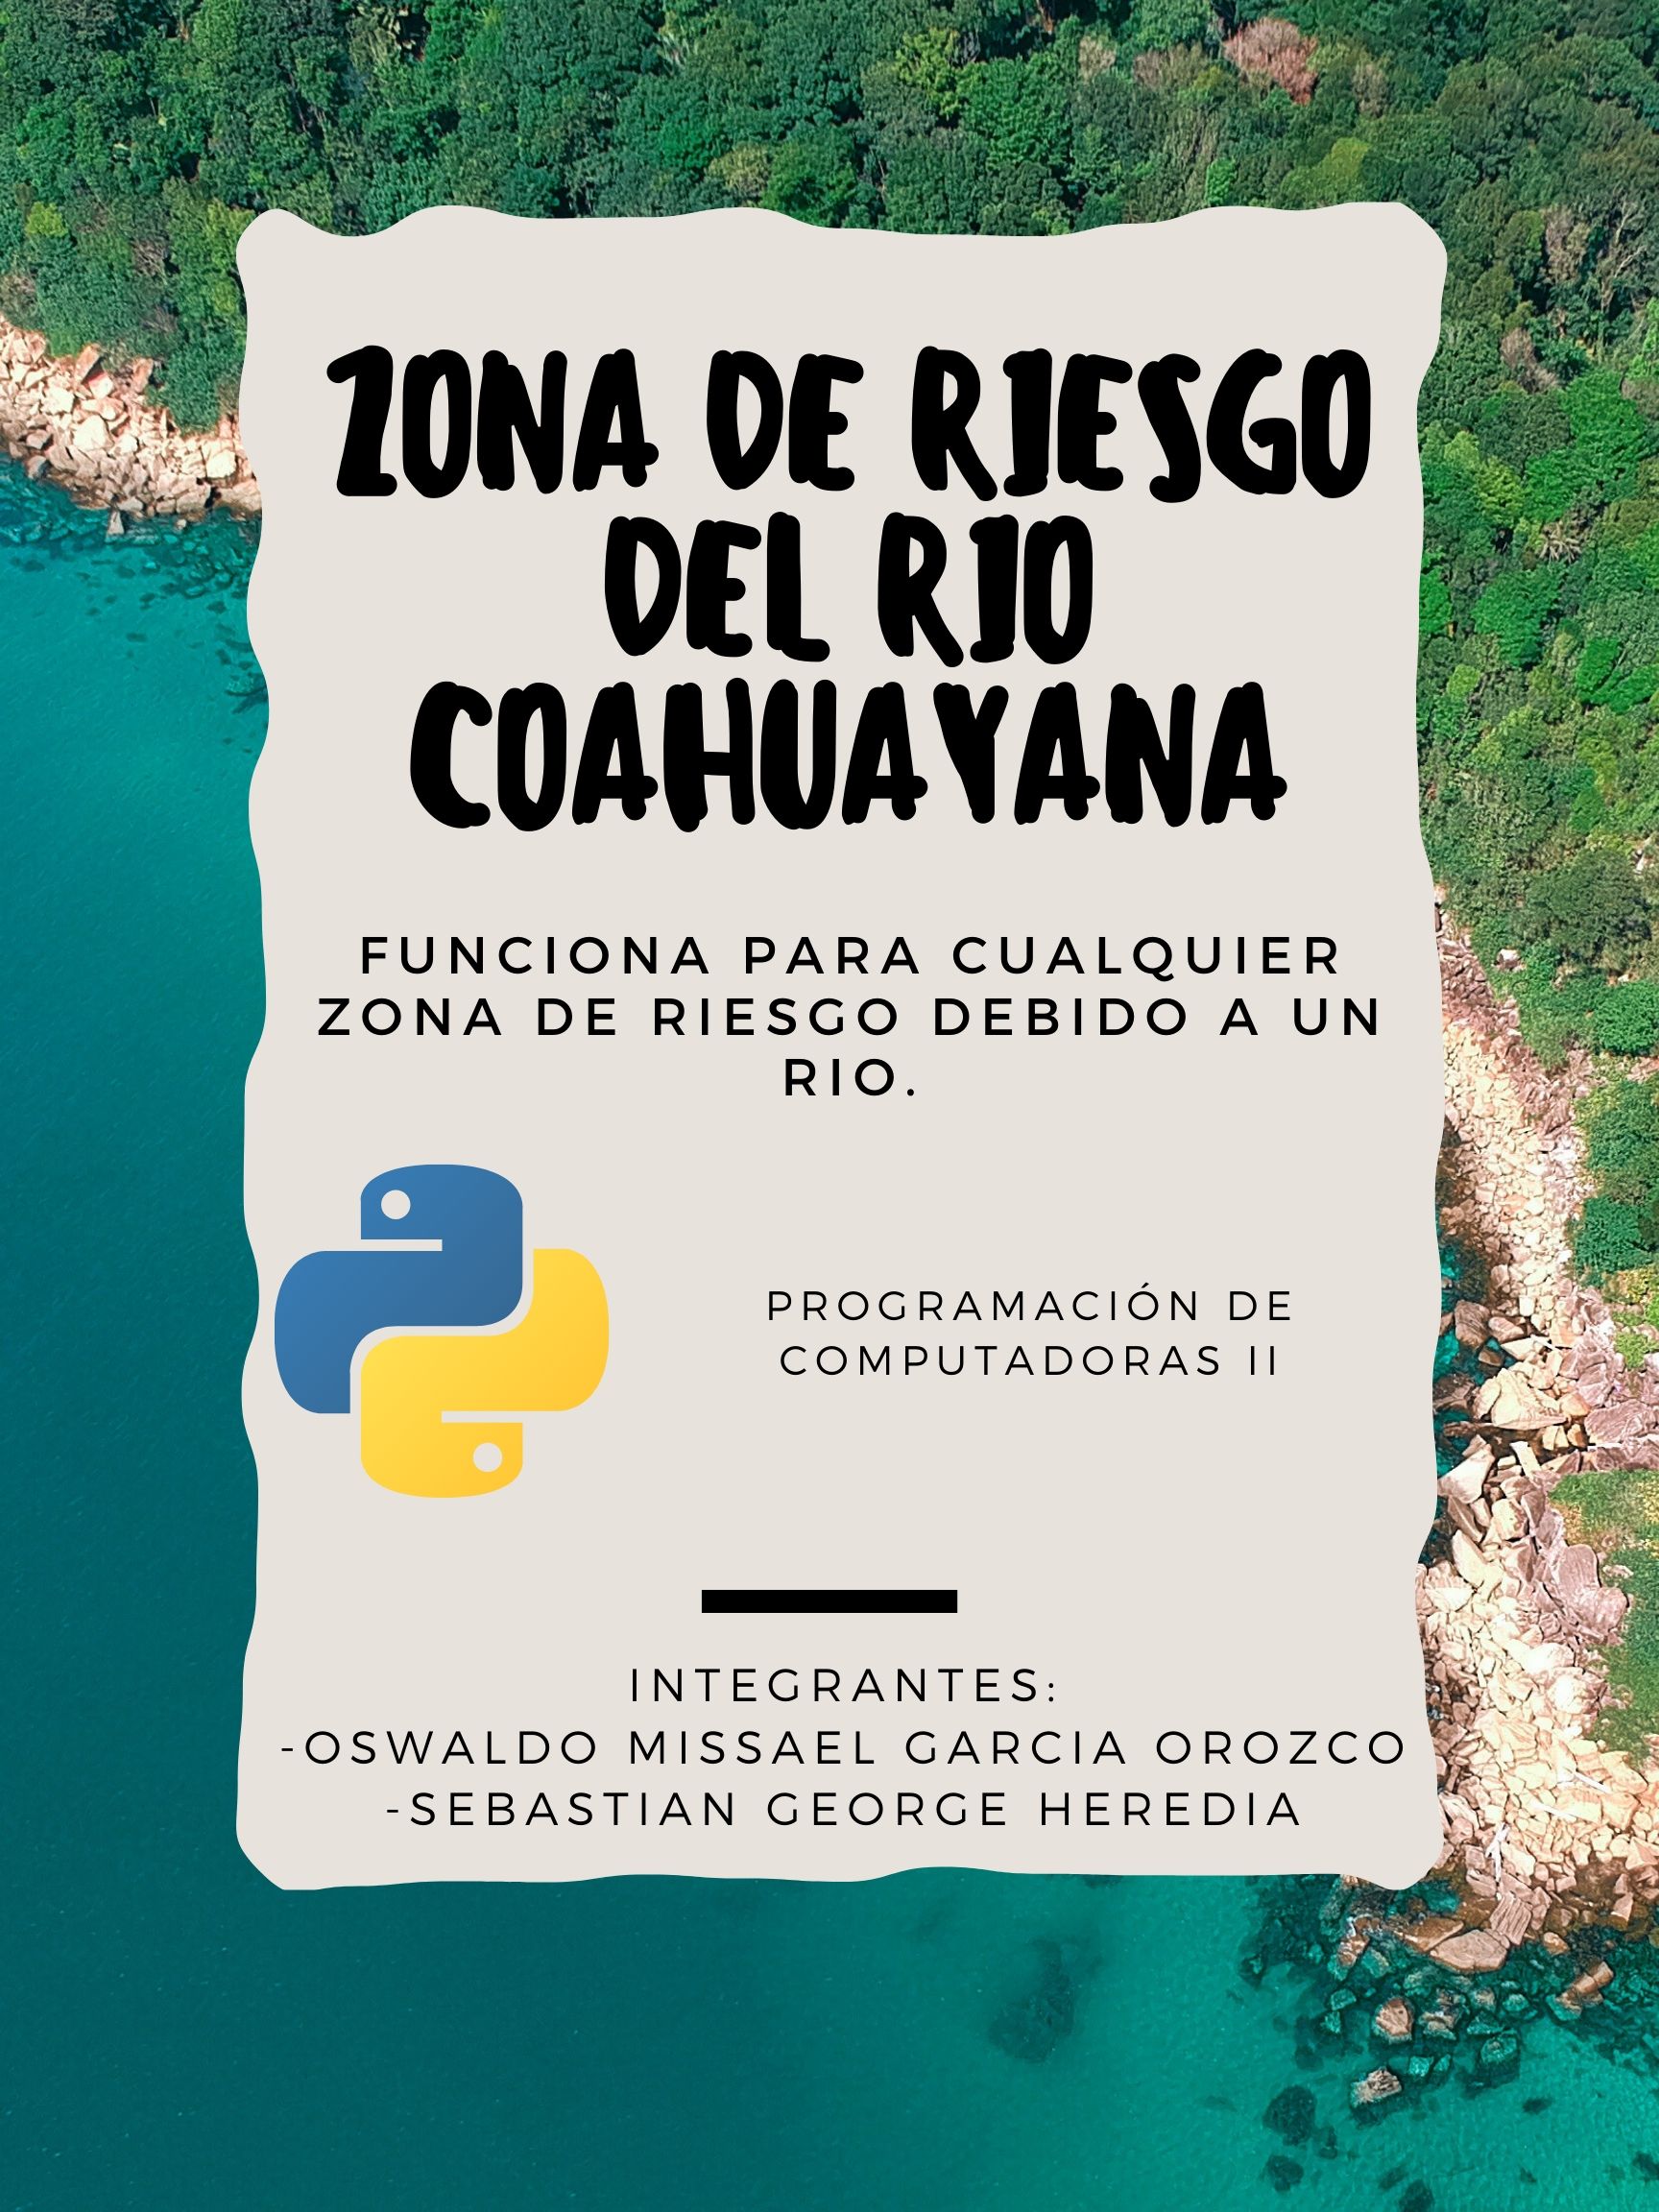 ZONA DE RIESGO
DEL RIO
COAHUAYANA
FUNCIONA PARA CUALQUIER
ZONA DE RIESGO DEBIDO A UN
RIO.
PROGRAMACIÓN DE
COMPUTADORAS II
INTEGRANTES:
-OSWALDO MISSAEL GARCIA OROZCO
-SEBASTIAN GEORGE HEREDIA